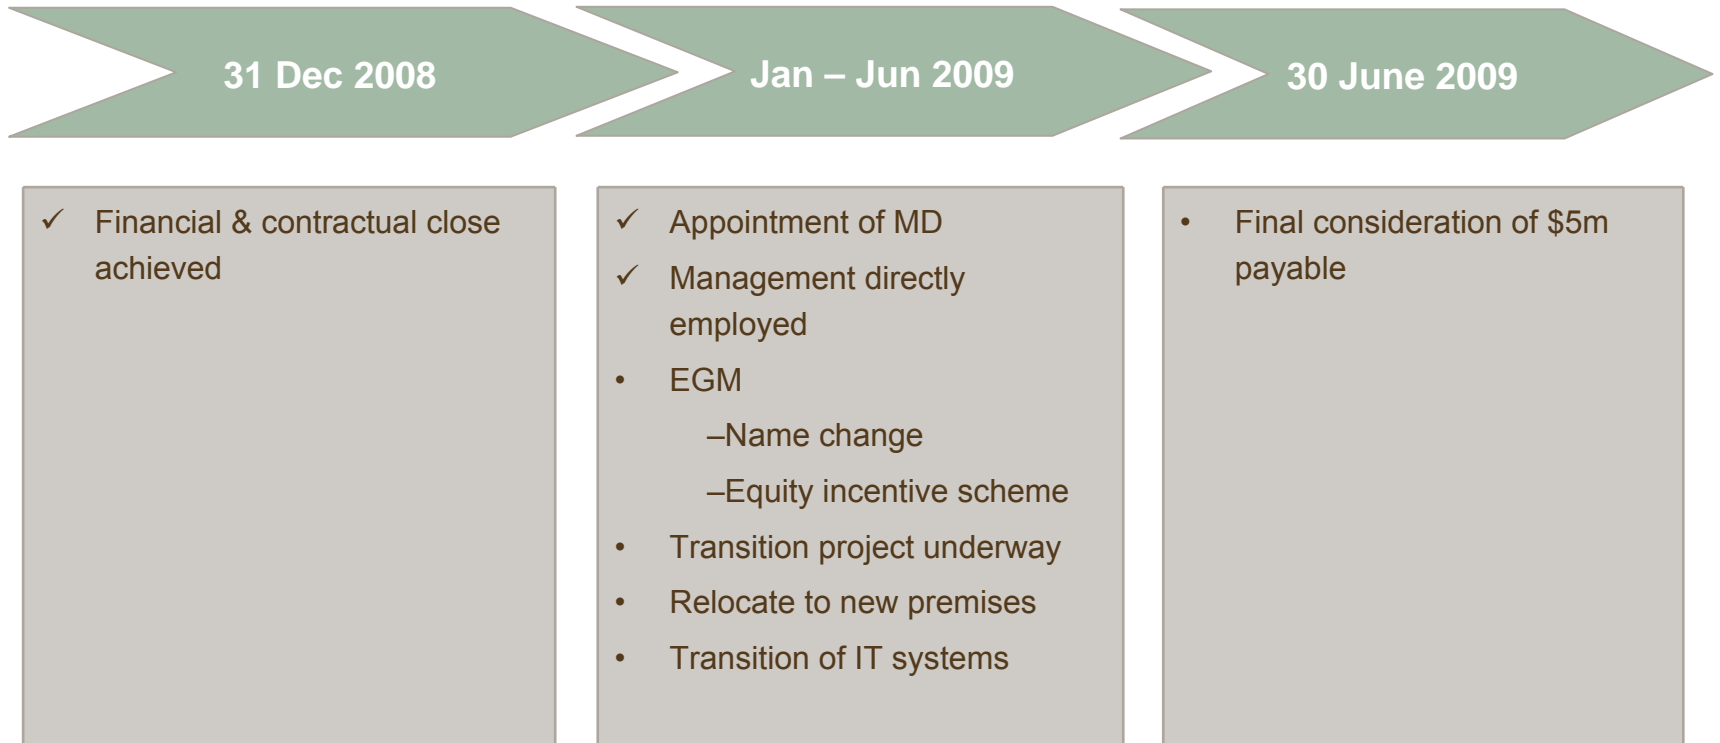 31 Dec 2008
Jan – Jun 2009
30 June 2009
✓ Financial & contractual close
achieved
✓ Appointment of MD
✓ Management directly
employed
• EGM
–Name change
–Equity incentive scheme
• Transition project underway
• Relocate to new premises
• Transition of IT systems
• Final consideration of $5m
payable